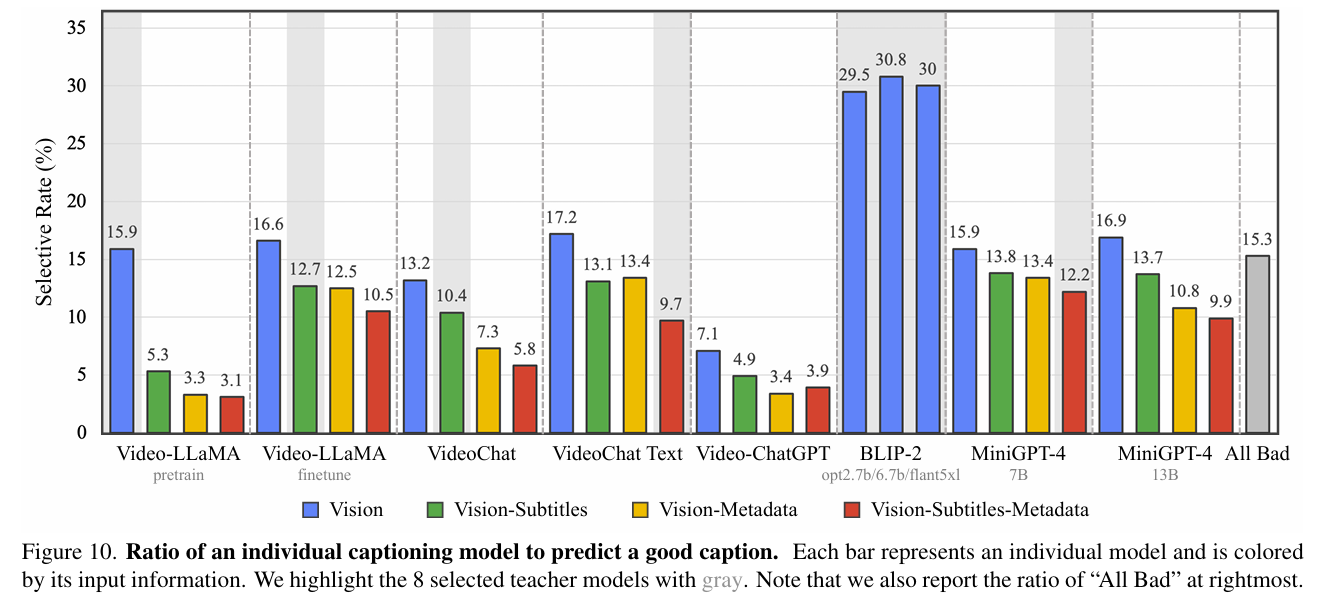 35
30
25
20
15
10
5
0
Selective Rate (%)
15.9
5.3
3.3
3.1
16.6
12.7
12.5
10.5
13.2
10.4
7.3
5.8
17.2
13.1
13.4
9.7
7.1
4.9
3.4
3.9
29.5
30.8
30
15.9
13.8
13.4
12.2
16.9
13.7
10.8
9.9
15.3
Video-LLaMA
pretrain
Video-LLaMA
finetune
VideoChat
VideoChat Text
Video-ChatGPT
BLIP-2
opt2.7b/6.7b/flant5xl
MiniGPT-4
7B
MiniGPT-4
13B
All Bad
Vision
Vision-Subtitles
Vision-Metadata
Vision-Subtitles-Metadata
Figure 10. Ratio of an individual captioning model to predict a good caption. Each bar represents an individual model and is colored
by its input information. We highlight the 8 selected teacher models with gray. Note that we also report the ratio of “All Bad” at rightmost.